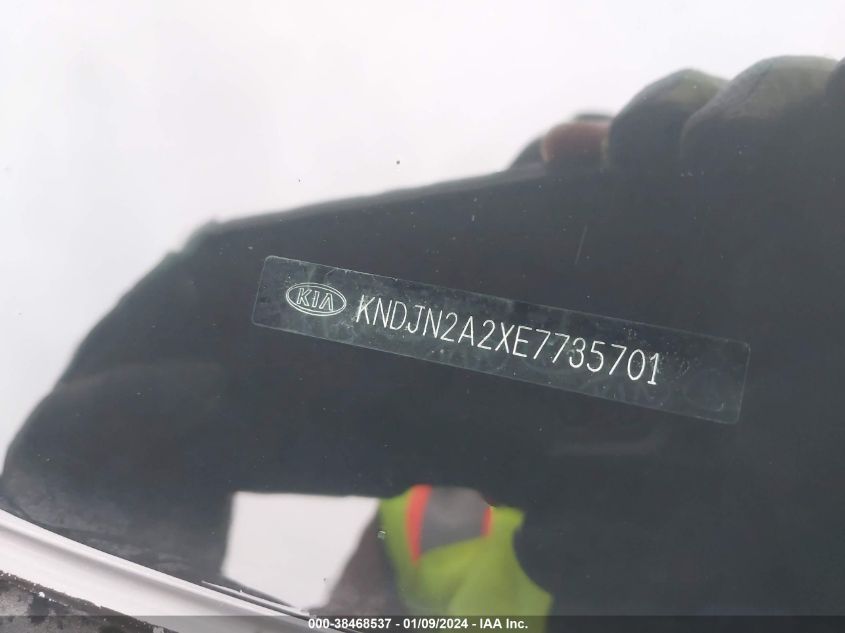 KIA KNDJN2A2XE7735701
000-38468537 - 01/09/2024 - IAA Inc.